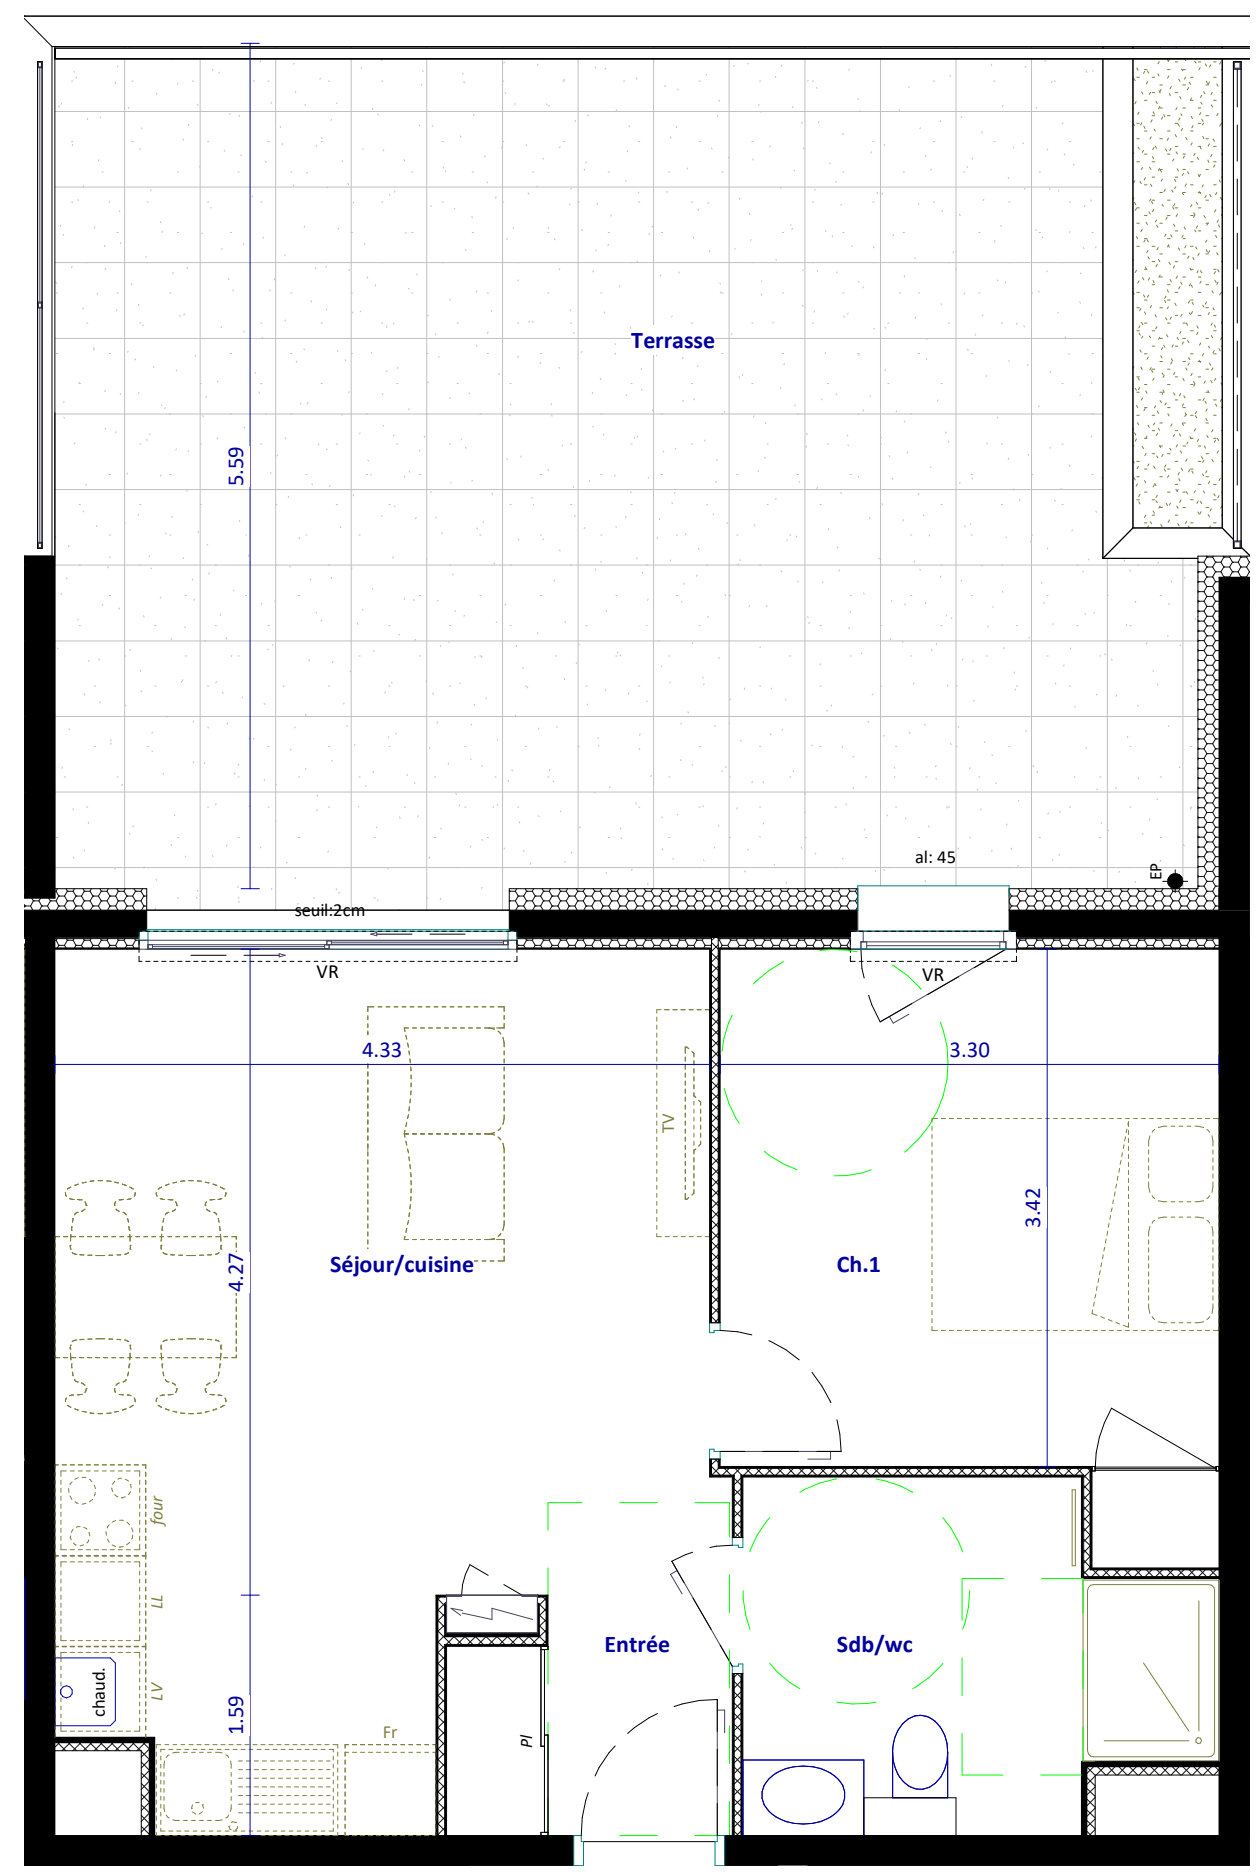 Terrasse
5.59
al: 45
EP
seuil:2cm
VR
VR
4.33
3.30
TV
3.42
4.27
Séjour/cuisine
Ch.1
four
LL
LV
chaud.
1.59
Fr
Pl
Entrée
Sdb/wc